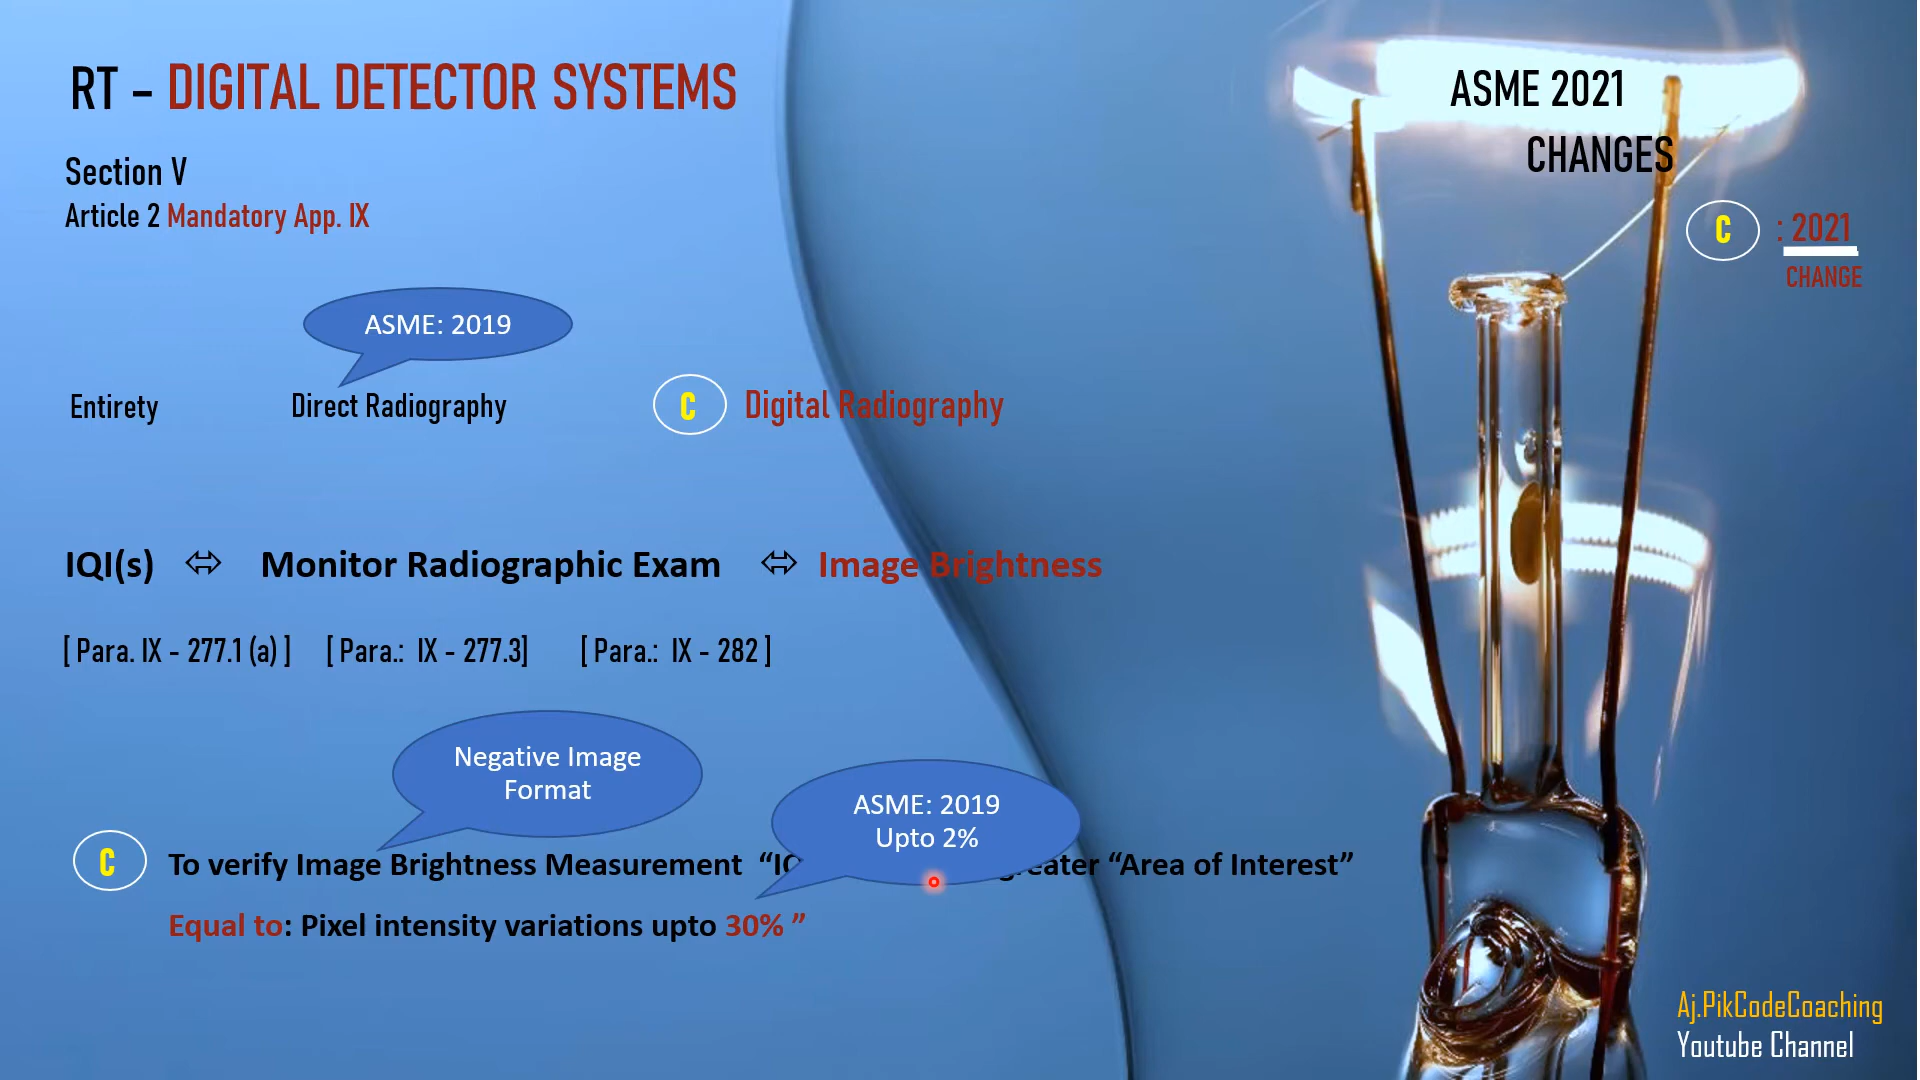 RT – DIGITAL DETECTOR SYSTEMS
ASME 2021
CHANGES
Section V
Article 2 Mandatory App. IX
C : 2021
CHANGE
ASME: 2019
Entirety Direct Radiography C Digital Radiography
IQI(s) ⬄ Monitor Radiographic Exam ⬄ Image Brightness
[ Para. IX - 277.1 (a) ] [ Para.: IX - 277.3] [ Para.: IX - 282 ]
Negative Image
Format
ASME: 2019
Upto 2%
C To verify Image Brightness Measurement “Area of Interest”
Equal to: Pixel intensity variations upto 30% ”
Aj.PikCodeCoaching
Youtube Channel